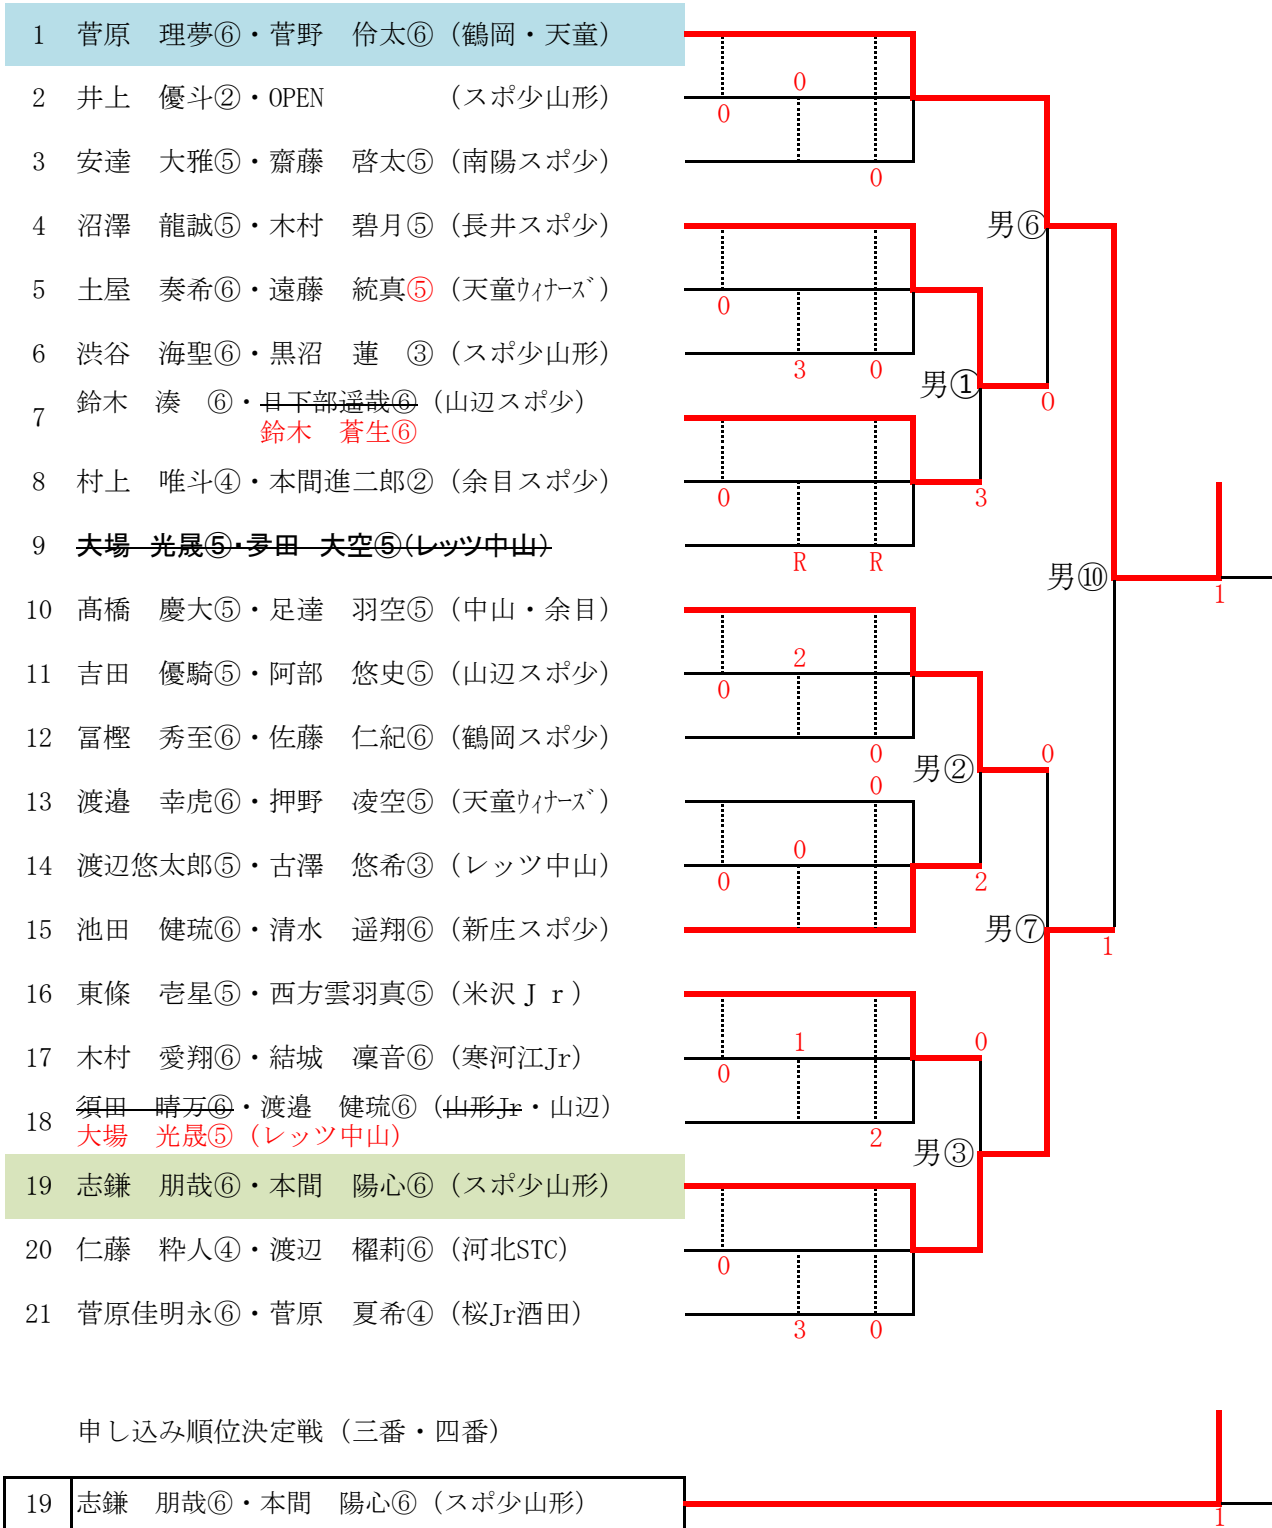 1 菅原 理夢⑥・菅野 伶太⑥ (鶴岡・天童)
2 井上 優斗②・OPEN (スポ少山形)
0
0
3 安達 大雅⑤・齋藤 啓太⑤ (南陽スポ少)
0
4 沼澤 龍誠⑤・木村 碧月⑤ (長井スポ少)
男⑥
5 土屋 奏希⑥・遠藤 統真⑤ (天童ウィナーズ)
0
6 渋谷 海聖⑥・黒沼 蓮 ③ (スポ少山形)
3 0
男①
0
7 鈴木 湊 ⑥・日下部遥哉⑥ (山辺スポ少)
鈴木 蒼生⑥
8 村上 唯斗④・本間進二郎② (余目スポ少)
0
3
9 大場 光晟⑤・多田 大空⑤(レッツ中山)
R R
男⑩
1
10 髙橋 慶大⑤・足達 羽空⑤ (中山・余目)
11 吉田 優騎⑤・阿部 悠史⑤ (山辺スポ少)
2
0
12 冨樫 秀至⑥・佐藤 仁紀⑥ (鶴岡スポ少)
0
男②
0
13 渡邉 幸虎⑥・押野 凌空⑤ (天童ウィナーズ)
0
14 渡辺悠太郎⑤・古澤 悠希③ (レッツ中山)
0
0
2
15 池田 健琉⑥・清水 遥翔⑥ (新庄スポ少)
男⑦
1
16 東條 壱星⑤・西方雲羽真⑤ (米沢Jr)
17 木村 愛翔⑥・結城 凜音⑥ (寒河江Jr)
1
0
0
18 須田 晴万⑥・渡邉 健琉⑥ (山形Jr・山辺)
大場 光晟⑤ (レッツ中山)
2
男③
19 志鎌 朋哉⑥・本間 陽心⑥ (スポ少山形)
20 仁藤 粋人④・渡辺 櫂莉⑥ (河北STC)
0
21 菅原佳明永⑥・菅原 夏希④ (桜Jr酒田)
3 0
申し込み順位決定戦 (三番・四番)
19 志鎌 朋哉⑥・本間 陽心⑥ (スポ少山形)
1